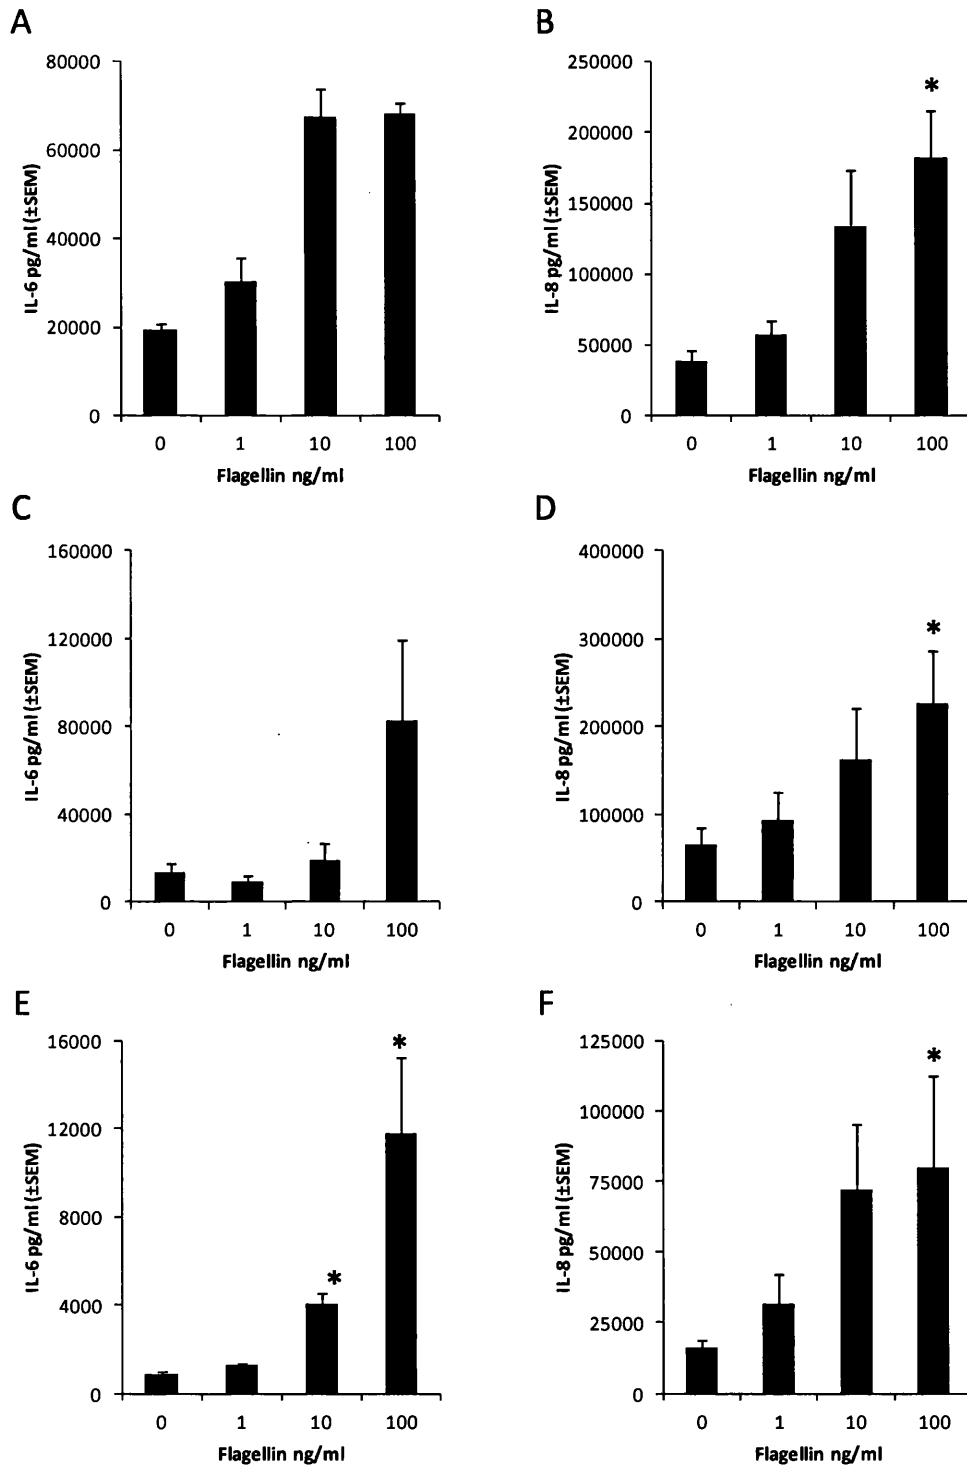 A
80000
60000
40000
20000
0
IL-6 pg/ml (±SEM)
0 1 10 100
Flagellin ng/ml
B
250000
200000
150000
100000
50000
0
IL-8 pg/ml (±SEM)
*
0 1 10 100
Flagellin ng/ml
C
160000
120000
80000
40000
0
IL-6 pg/ml (±SEM)
0 1 10 100
Flagellin ng/ml
D
400000
300000
200000
100000
0
IL-8 pg/ml (±SEM)
*
0 1 10 100
Flagellin ng/ml
E
16000
12000
8000
4000
0
IL-6 pg/ml (±SEM)
*
*
0 1 10 100
Flagellin ng/ml
F
125000
100000
75000
50000
25000
0
IL-8 pg/ml (±SEM)
*
0 1 10 100
Flagellin ng/ml